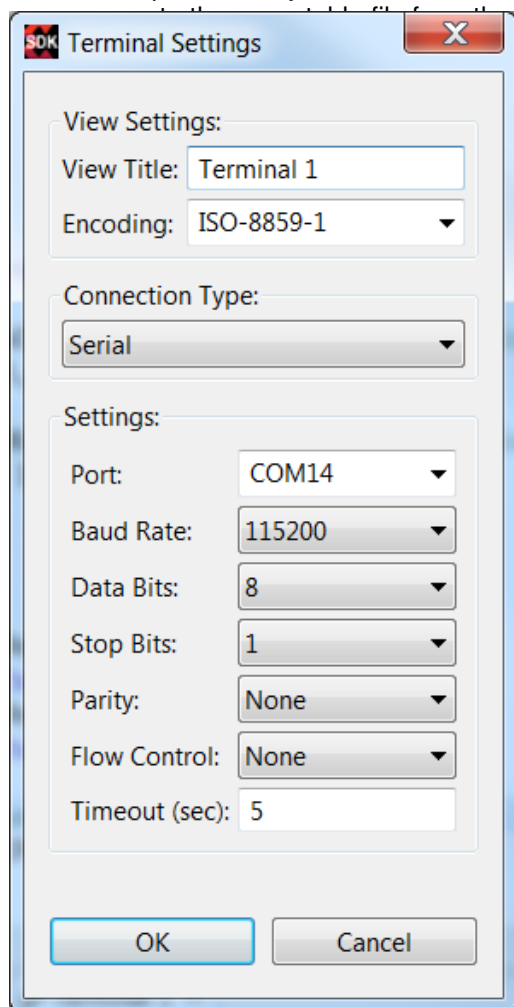 SDK Terminal Settings
View Settings:
View Title: Terminal 1
Encoding: ISO-8859-1
Connection Type:
Serial
Settings:
Port: COM14
Baud Rate: 115200
Data Bits: 8
Stop Bits: 1
Parity: None
Flow Control: None
Timeout (sec): 5
OK Cancel